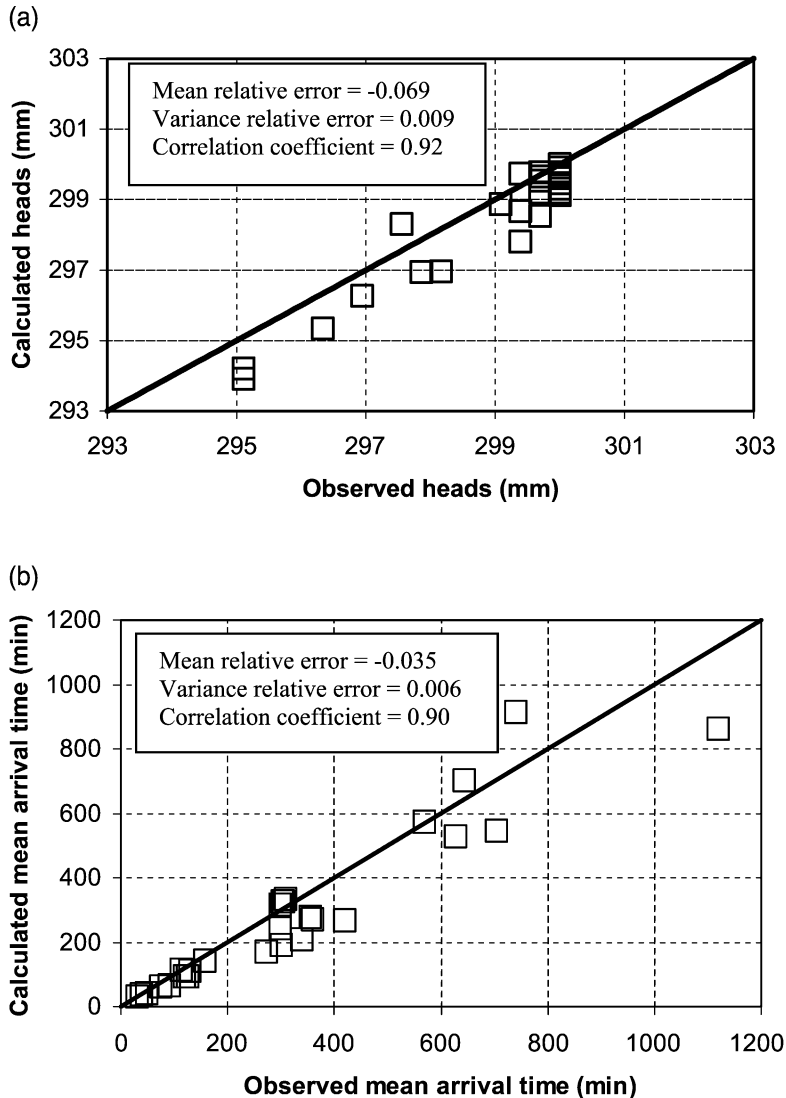 (a)
303
301
299
297
295
293
Calculated heads (mm)
Mean relative error = -0.069
Variance relative error = 0.009
Correlation coefficient = 0.92
293 295 297 299 301 303
Observed heads (mm)
(b)
1200
1000
800
600
400
200
0
Calculated mean arrival time (min)
Mean relative error = -0.035
Variance relative error = 0.006
Correlation coefficient = 0.90
0 200 400 600 800 1000 1200
Observed mean arrival time (min)